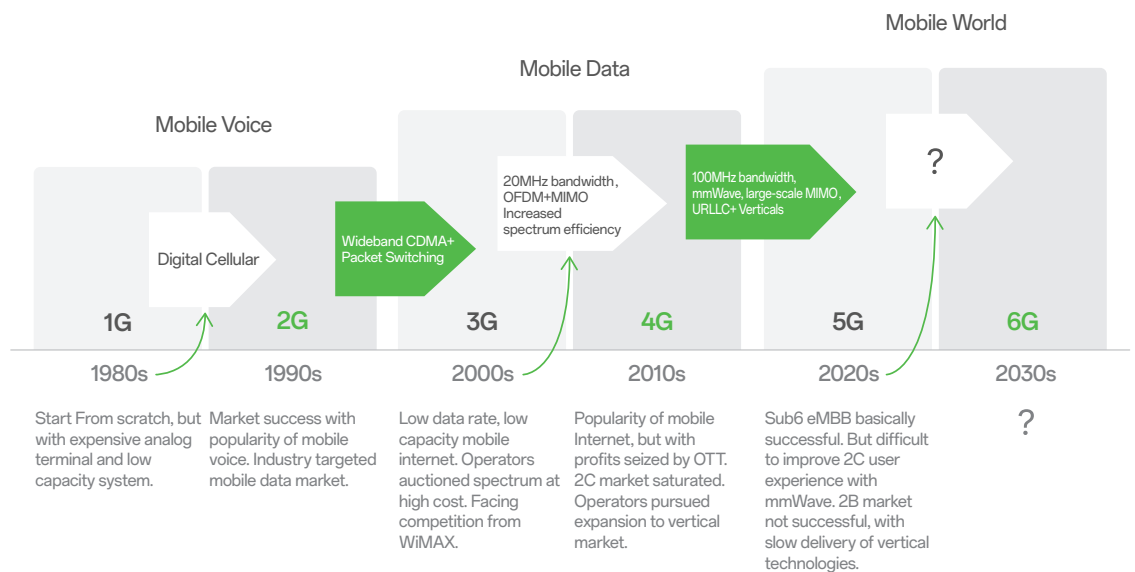 Mobile World
Mobile Data
Mobile Voice
Digital Cellular
Wideband CDMA+
Packet Switching
20MHz bandwidth,
OFDM+MIMO
Increased
spectrum efficiency
100MHz bandwidth,
mmWave, large-scale MIMO,
URLLC+ Verticals
?
1G
2G
3G
4G
5G
6G
1980s
1990s
2000s
2010s
2020s
2030s
Start From scratch, but
with expensive analog
terminal and low
capacity system.
Market success with
popularity of mobile
voice. Industry targeted
mobile data market.
Low data rate, low
capacity mobile
internet. Operators
auctioned spectrum at
high cost. Facing
competition from
WiMAX.
Popularity of mobile
Internet, but with
profits seized by OTT.
2C market saturated.
Operators pursued
expansion to vertical
market.
Sub6 eMBB basically
successful. But difficult
to improve 2C user
experience with
mmWave. 2B market
not successful, with
slow delivery of vertical
technologies.
?